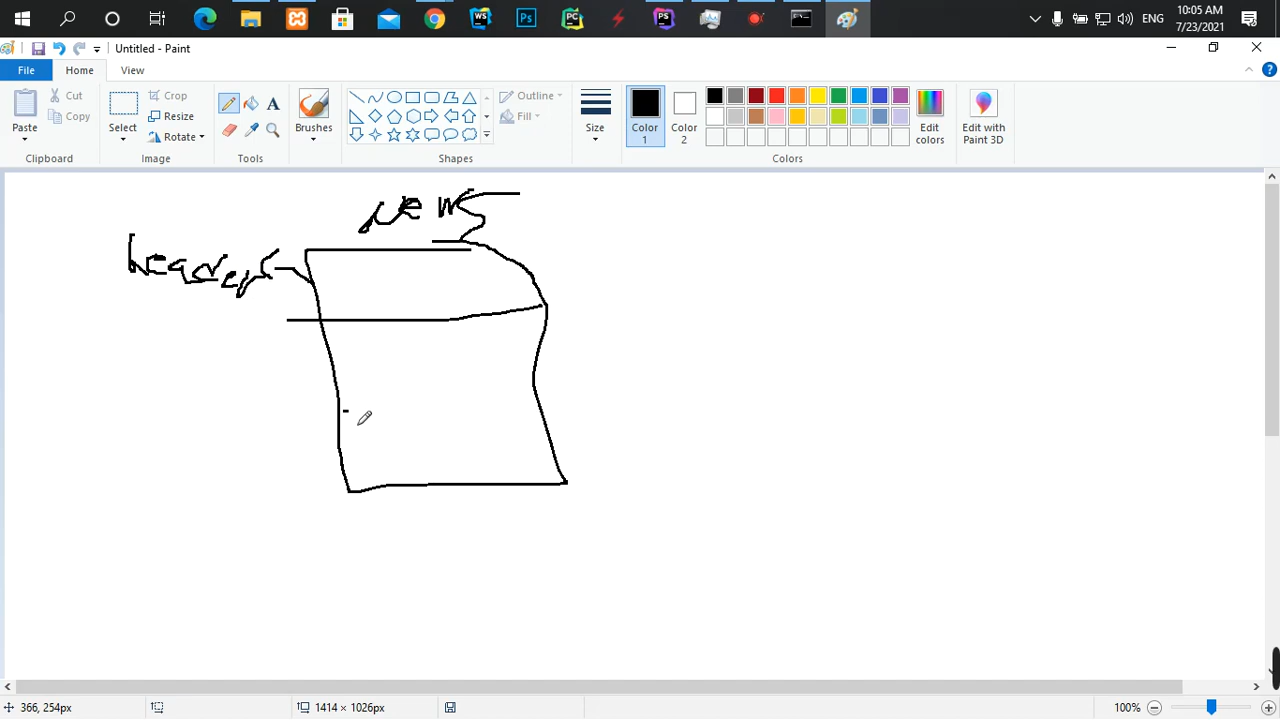 ENG
10:05 AM
7/23/2021
Untitled - Paint
File
Home
View
Paste
Cut
Copy
Clipboard
Select
Crop
Resize
Rotate
Image
Tools
Brushes
Shapes
Outline
Fill
Size
Color 1
Color 2
Edit colors
Edit with Paint 3D
Colors
news
headers
366, 254px
1414 × 1026px
100%